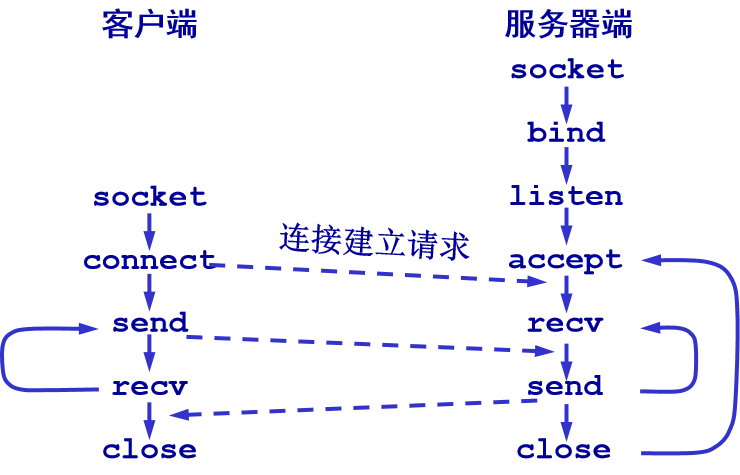 客户端
服务器端
socket
bind
listen
socket
连接建立请求
connect
accept
send
recv
recv
send
close
close